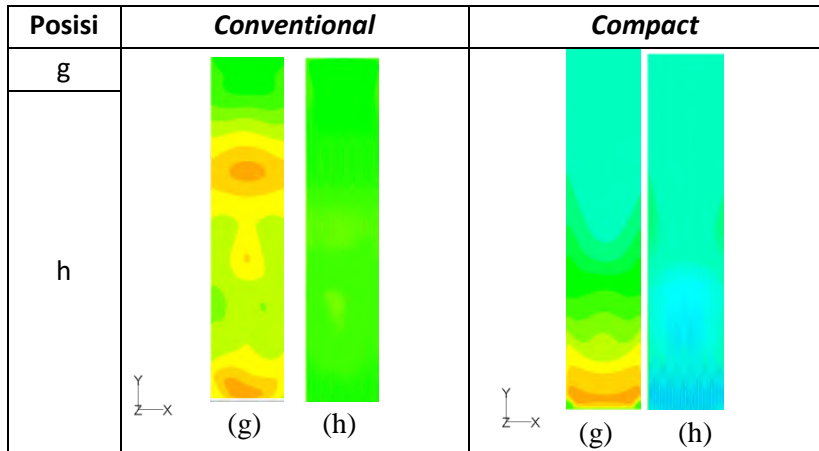 Posisi Conventional Compact
g
h
Y
Z X
(g) (h)
Y
Z X
(g) (h)